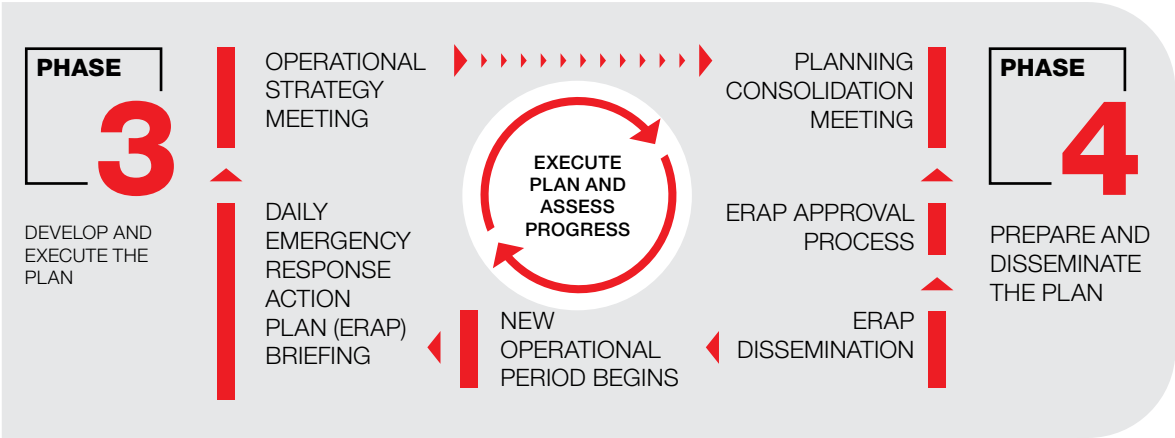 PHASE
3
DEVELOP AND
EXECUTE THE
PLAN
OPERATIONAL
STRATEGY
MEETING
DAILY
EMERGENCY
RESPONSE
ACTION
PLAN (ERAP)
BRIEFING
EXECUTE
PLAN AND
ASSESS
PROGRESS
NEW
OPERATIONAL
PERIOD BEGINS
PLANNING
CONSOLIDATION
MEETING
ERAP APPROVAL
PROCESS
ERAP
DISSEMINATION
PHASE
4
PREPARE AND
DISSEMINATE
THE PLAN